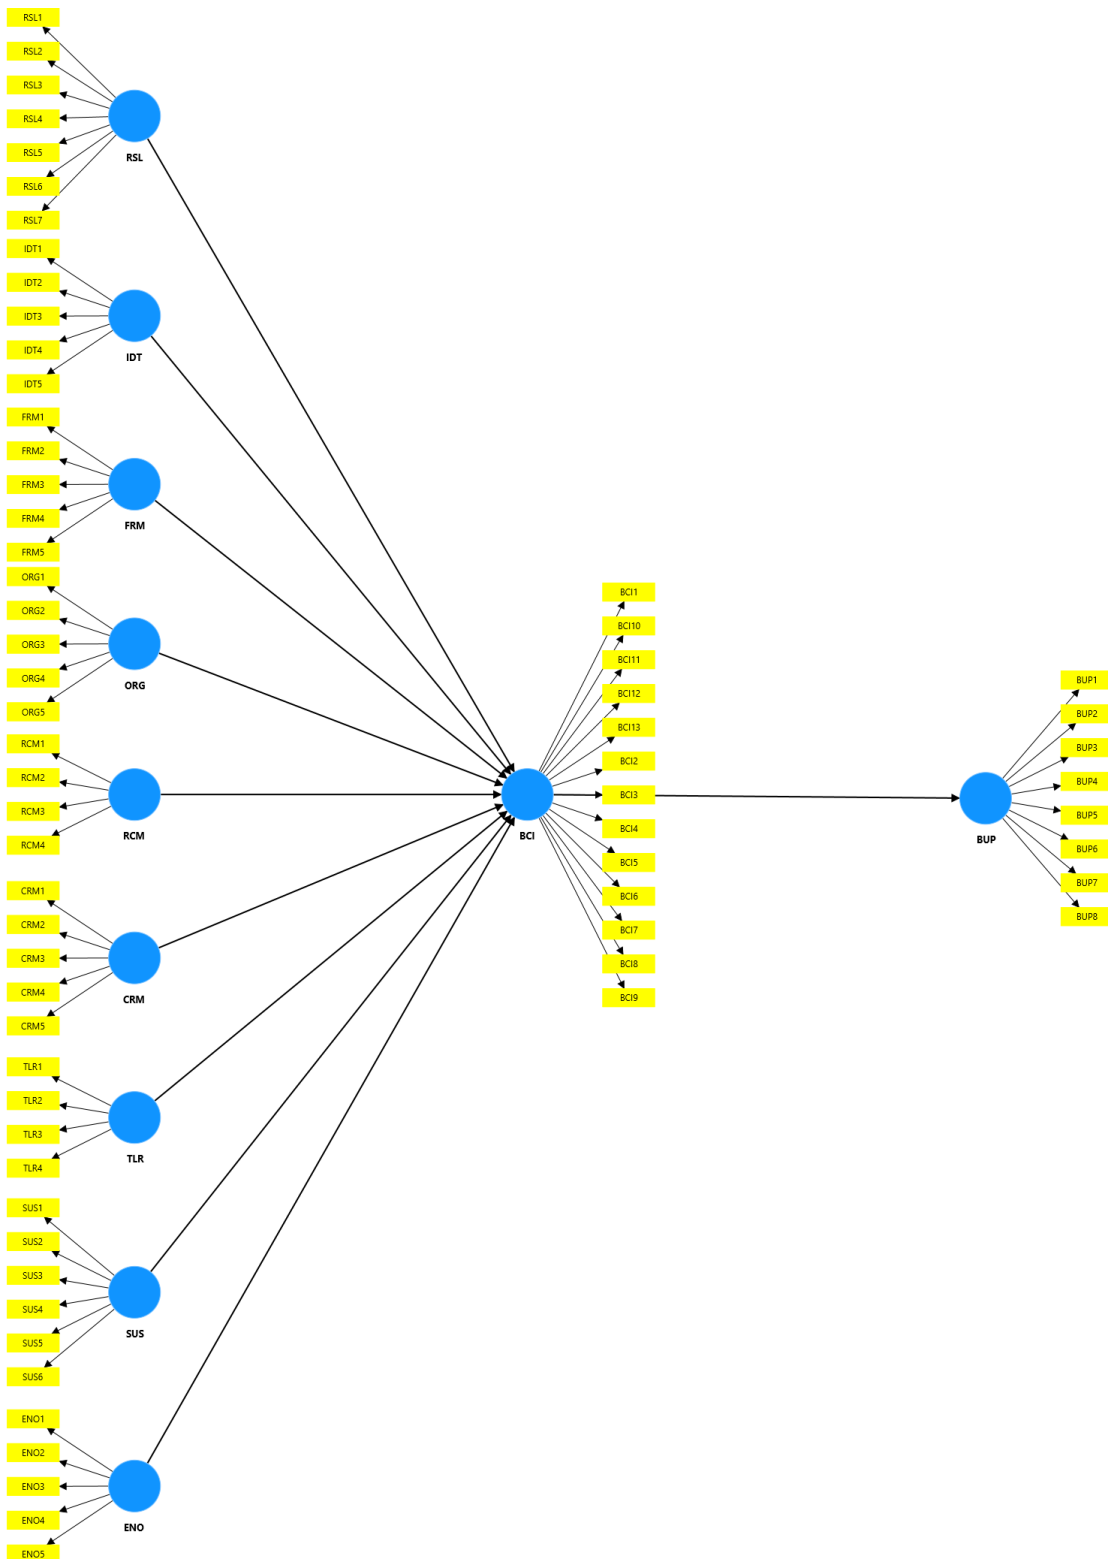 RSL1
RSL2
RSL3
RSL4
RSL5
RSL6
RSL7
RSL
IDT1
IDT2
IDT3
IDT4
IDT5
IDT
FRM1
FRM2
FRM3
FRM4
FRM5
FRM
ORG1
ORG2
ORG3
ORG4
ORG5
ORG
RCM1
RCM2
RCM3
RCM4
RCM
CRM1
CRM2
CRM3
CRM4
CRM5
CRM
TLR1
TLR2
TLR3
TLR4
TLR
SUS1
SUS2
SUS3
SUS4
SUS5
SUS6
SUS
ENO1
ENO2
ENO3
ENO4
ENO5
ENO
BCI
BCI1
BCI10
BCI11
BCI12
BCI13
BCI2
BCI3
BCI4
BCI5
BCI6
BCI7
BCI8
BCI9
BUP
BUP1
BUP2
BUP3
BUP4
BUP5
BUP6
BUP7
BUP8